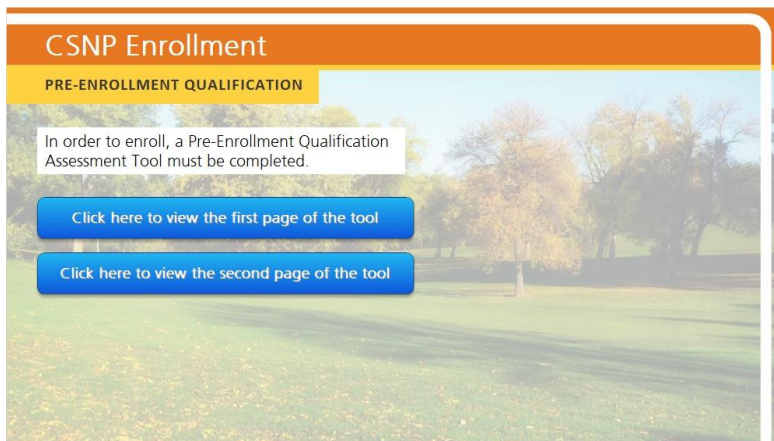 CSNP Enrollment
PRE-ENROLLMENT QUALIFICATION
In order to enroll, a Pre-Enrollment Qualification
Assessment Tool must be completed.
Click here to view the first page of the tool
Click here to view the second page of the tool